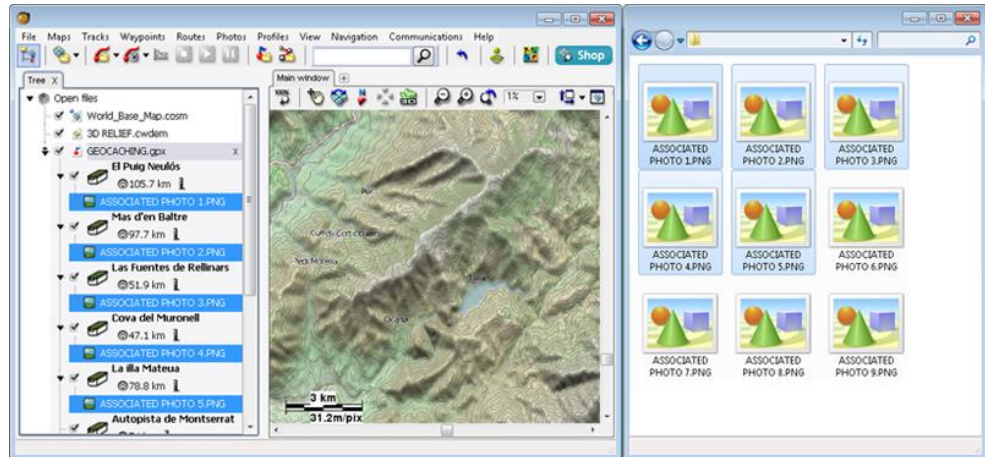 File Maps Tracks Waypoints Routes Photos Profiles View Navigation Communications Help
Shop
Tree X
Main window
100%
1%
Open files
World_Base_Map.cosm
3D RELIEF.cwdem
GEOCACHING.gpx x
El Puig Neulós
105.7 km
ASSOCIATED PHOTO 1.PNG
Mas d'en Baltre
97.7 km
ASSOCIATED PHOTO 2.PNG
Las Fuentes de Rellinars
51.9 km
ASSOCIATED PHOTO 3.PNG
Cova del Muronell
47.1 km
ASSOCIATED PHOTO 4.PNG
La illa Mateua
78.8 km
ASSOCIATED PHOTO 5.PNG
Autopista de Montserrat
Ocaña
3 km
31.2m/pix
ASSOCIATED PHOTO 1.PNG
ASSOCIATED PHOTO 2.PNG
ASSOCIATED PHOTO 3.PNG
ASSOCIATED PHOTO 4.PNG
ASSOCIATED PHOTO 5.PNG
ASSOCIATED PHOTO 6.PNG
ASSOCIATED PHOTO 7.PNG
ASSOCIATED PHOTO 8.PNG
ASSOCIATED PHOTO 9.PNG